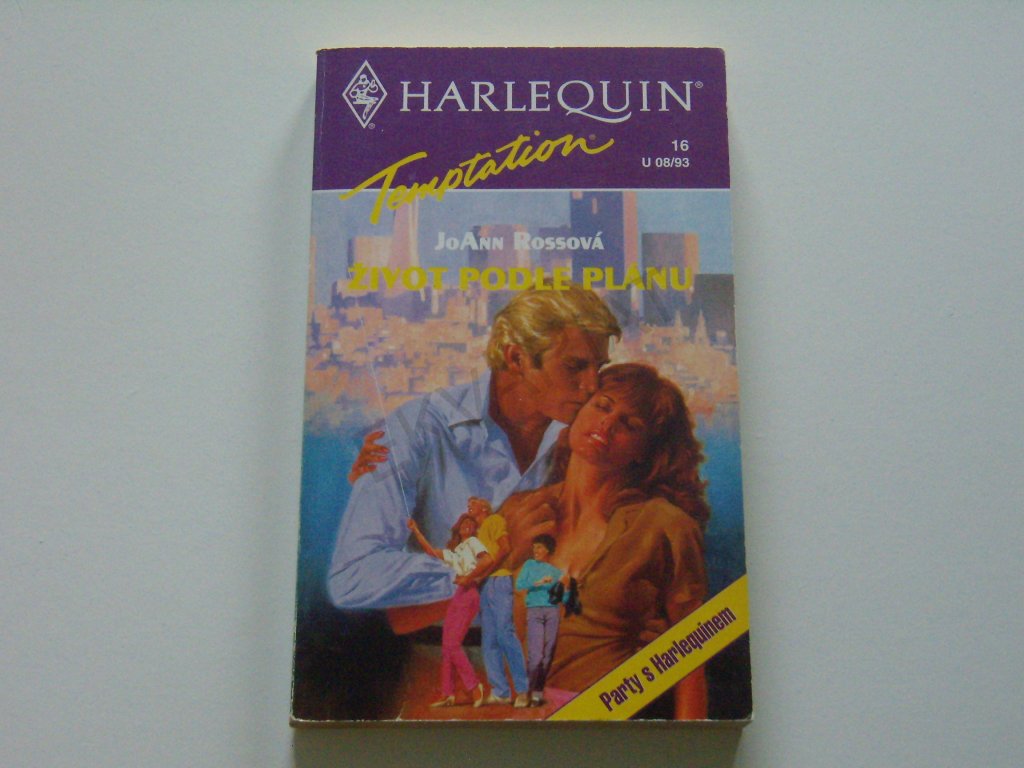 HARLEQUIN®
Temptation®
16
U 08/93
JoAnn Rossová
ŽIVOT PODLE PLÁNU
Party s Harlequinem